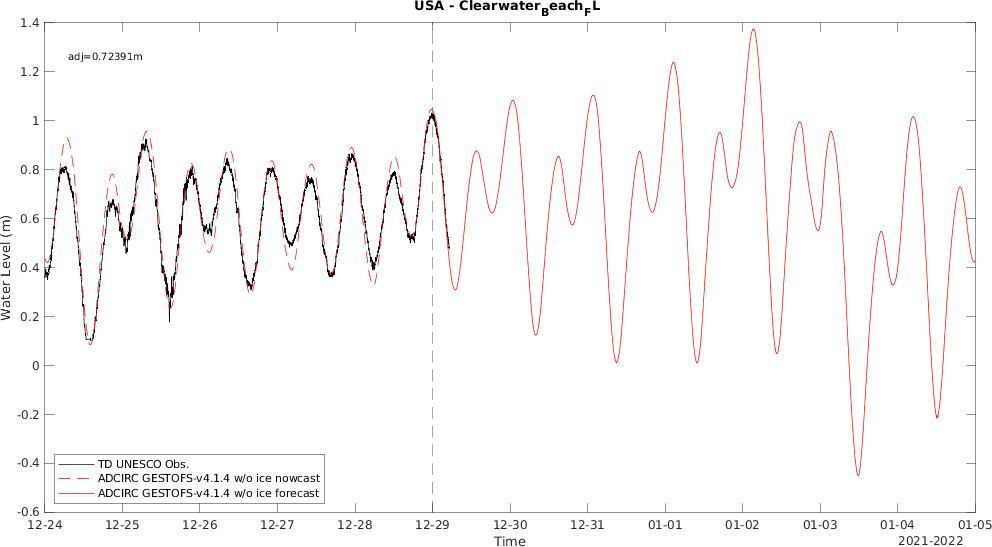 USA - Clearwater_Beach_FL
adj=0.72391m
1.4
1.2
1
0.8
0.6
0.4
0.2
0
-0.2
-0.4
-0.6
Water Level (m)
TD UNESCO Obs.
ADCIRC GESTOFS-v4.1.4 w/o ice nowcast
ADCIRC GESTOFS-v4.1.4 w/o ice forecast
12-24 12-25 12-26 12-27 12-28 12-29 12-30 12-31 01-01 01-02 01-03 01-04 01-05
Time
2021-2022